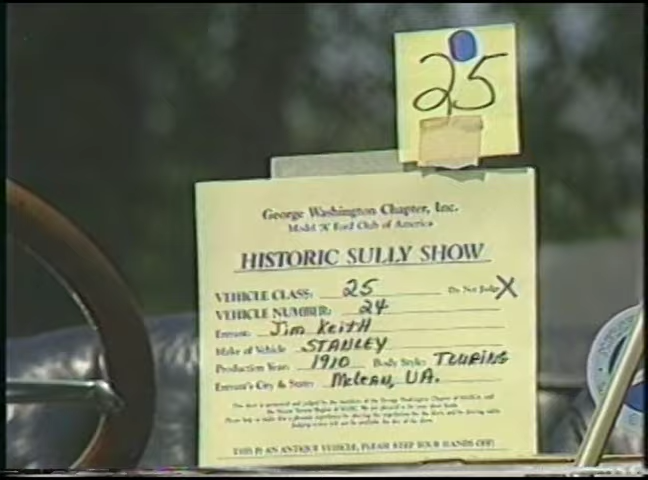 25
George Washington Chapter, Inc.
Model 'A' Ford Club of America
HISTORIC SULLY SHOW
VEHICLE CLASS: 25 Do Not Judge X
VEHICLE NUMBER: 24
Entrant: Jim Keith
Make of Vehicle STANLEY
Production Year: 1910 Body Style: TOURING
Entrant's City & State: McLean, VA.
THIS IS AN ANTIQUE VEHICLE, PLEASE KEEP YOUR HANDS OFF!